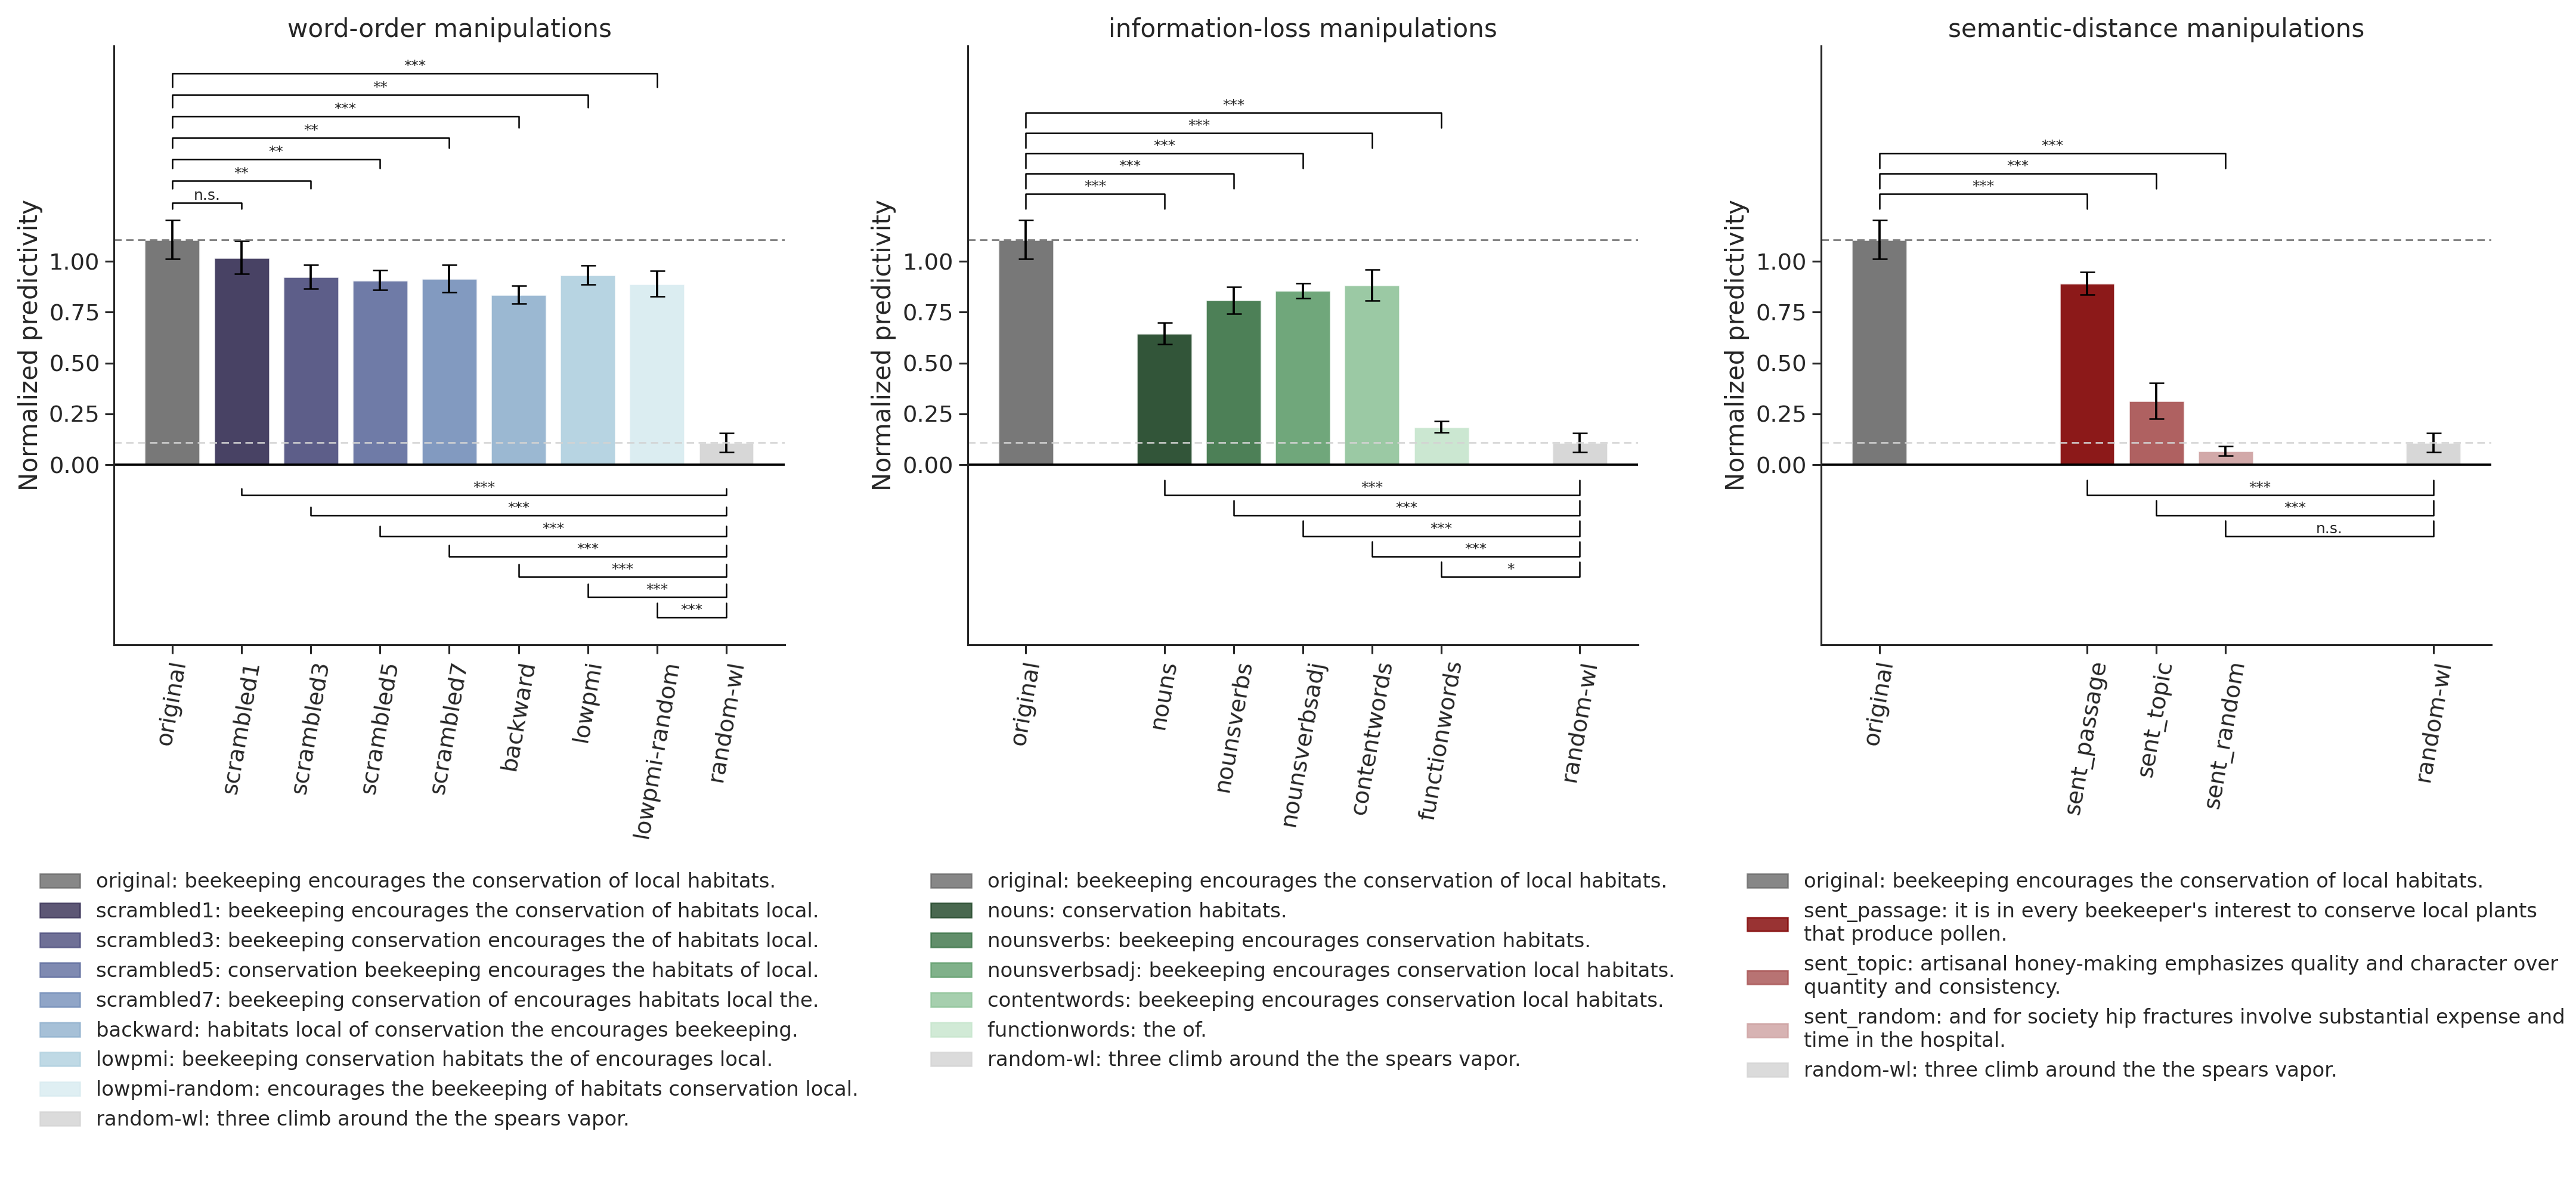 word-order manipulations
Normalized predictivity
1.00
0.75
0.50
0.25
0.00
***
**
***
**
**
**
n.s.
***
***
***
***
***
***
***
original
scrambled1
scrambled3
scrambled5
scrambled7
backward
lowpmi
lowpmi-random
random-wl
original: beekeeping encourages the conservation of local habitats.
scrambled1: beekeeping encourages the conservation of habitats local.
scrambled3: beekeeping conservation encourages the of habitats local.
scrambled5: conservation beekeeping encourages the habitats of local.
scrambled7: beekeeping conservation of encourages habitats local the.
backward: habitats local of conservation the encourages beekeeping.
lowpmi: beekeeping conservation habitats the of encourages local.
lowpmi-random: encourages the beekeeping of habitats conservation local.
random-wl: three climb around the the spears vapor.
information-loss manipulations
Normalized predictivity
1.00
0.75
0.50
0.25
0.00
***
***
***
***
***
***
***
***
***
*
original
nouns
nounsverbs
nounsverbsadj
contentwords
functionwords
random-wl
original: beekeeping encourages the conservation of local habitats.
nouns: conservation habitats.
nounsverbs: beekeeping encourages conservation habitats.
nounsverbsadj: beekeeping encourages conservation local habitats.
contentwords: beekeeping encourages conservation local habitats.
functionwords: the of.
random-wl: three climb around the the spears vapor.
semantic-distance manipulations
Normalized predictivity
1.00
0.75
0.50
0.25
0.00
***
***
***
***
***
n.s.
original
sent_passage
sent_topic
sent_random
random-wl
original: beekeeping encourages the conservation of local habitats.
sent_passage: it is in every beekeeper's interest to conserve local plants
that produce pollen.
sent_topic: artisanal honey-making emphasizes quality and character over
quantity and consistency.
sent_random: and for society hip fractures involve substantial expense and
time in the hospital.
random-wl: three climb around the the spears vapor.